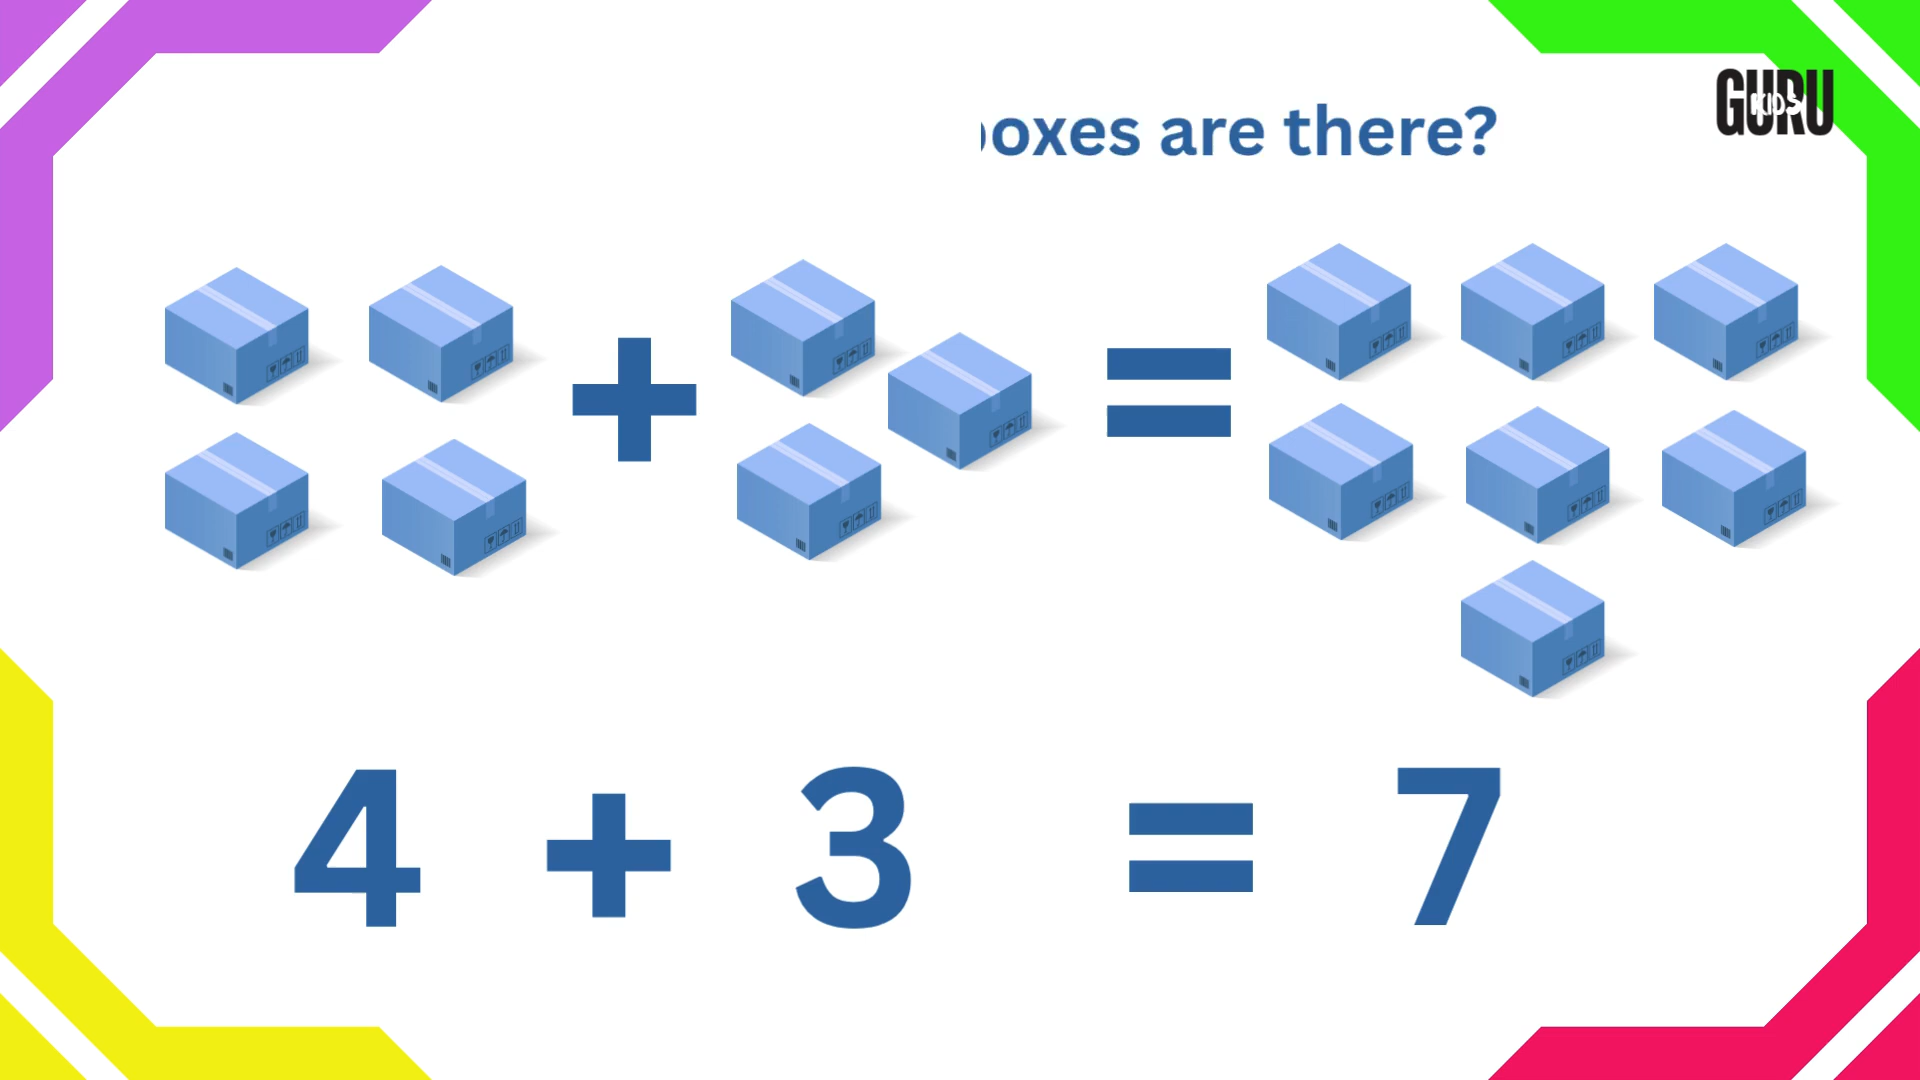 GURU
KIDS
oxes are there?
4 + 3 = 7